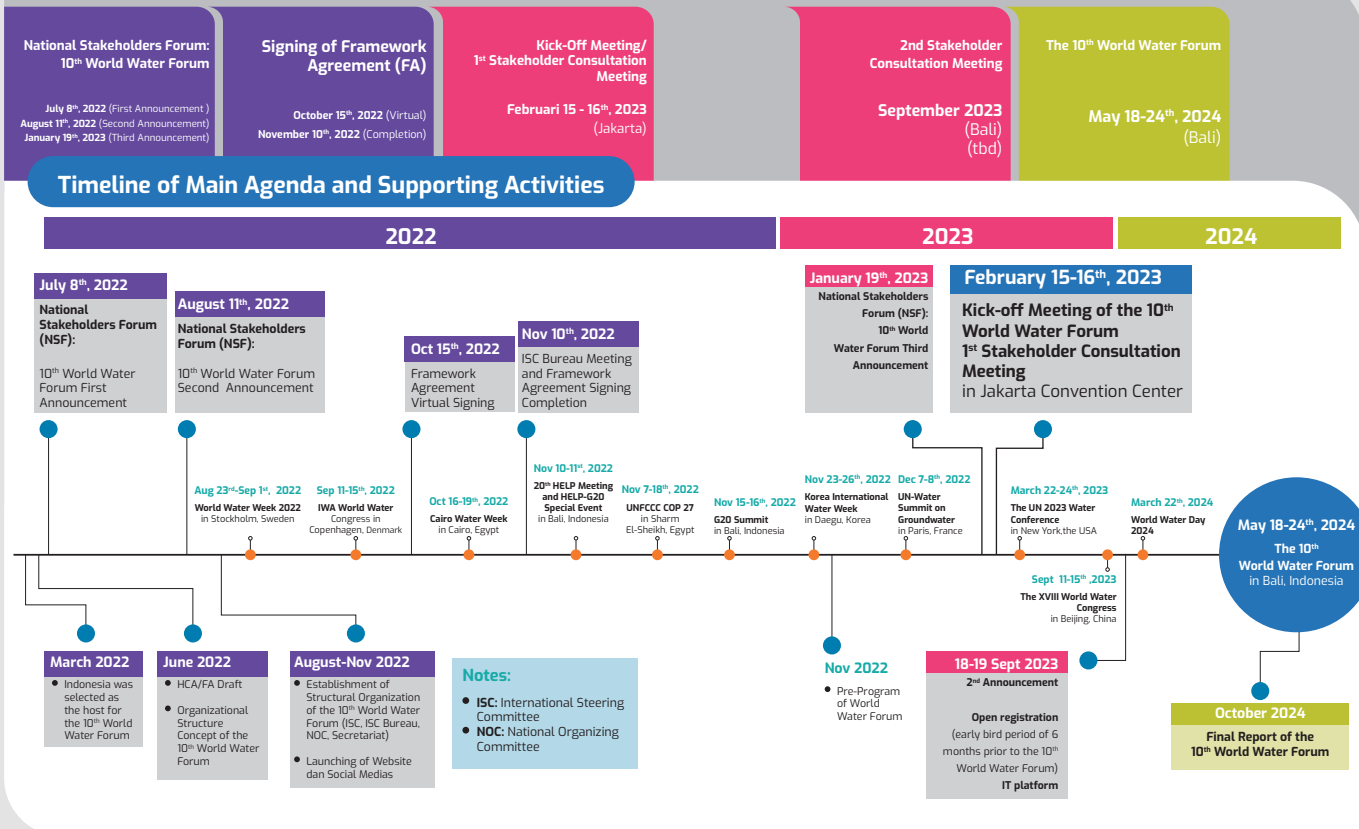 National Stakeholders Forum:
10th World Water Forum
July 8th, 2022 (First Announcement )
August 11th, 2022 (Second Announcement)
January 19th, 2023 (Third Announcement)
Signing of Framework
Agreement (FA)
October 15th, 2022 (Virtual)
November 10th, 2022 (Completion)
Kick-Off Meeting/
1st Stakeholder Consultation
Meeting
Februari 15 - 16th, 2023
(Jakarta)
2nd Stakeholder
Consultation Meeting
September 2023
(Bali)
(tbd)
The 10th World Water Forum
May 18-24th, 2024
(Bali)
Timeline of Main Agenda and Supporting Activities
2022
2023
2024
July 8th, 2022
National
Stakeholders Forum
(NSF):
10th World Water
Forum First
Announcement
August 11th, 2022
National Stakeholders
Forum (NSF):
10th World Water Forum
Second Announcement
Oct 15th, 2022
Framework
Agreement
Virtual Signing
Nov 10th, 2022
ISC Bureau Meeting
and Framework
Agreement Signing
Completion
January 19th, 2023
National Stakeholders
Forum (NSF):
10th World
Water Forum Third
Announcement
February 15-16th, 2023
Kick-off Meeting of the 10th
World Water Forum
1st Stakeholder Consultation
Meeting
in Jakarta Convention Center
Aug 23rd-Sep 1st, 2022
World Water Week 2022
in Stockholm, Sweden
Sep 11-15th, 2022
IWA World Water
Congress in
Copenhagen, Denmark
Oct 16-19th, 2022
Cairo Water Week
in Cairo, Egypt
Nov 10-11st, 2022
20th HELP Meeting
and HELP-G20
Special Event
in Bali, Indonesia
Nov 7-18th, 2022
UNFCCC COP 27
in Sharm
El-Sheikh, Egypt
Nov 15-16th, 2022
G20 Summit
in Bali, Indonesia
Nov 23-26th, 2022
Korea International
Water Week
in Daegu, Korea
Dec 7-8th, 2022
UN-Water
Summit on
Groundwater
in Paris, France
March 22-24th, 2023
The UN 2023 Water
Conference
in New York,the USA
March 22th, 2024
World Water Day
2024
May 18-24th, 2024
The 10th
World Water Forum
in Bali, Indonesia
Sept 11-15th ,2023
The XVIII World Water
Congress
in Beijing, China
March 2022
• Indonesia was
selected as
the host for
the 10th World
Water Forum
June 2022
• HCA/FA Draft
• Organizational
Structure
Concept of the
10th World Water
Forum
August-Nov 2022
• Establishment of
Structural Organization
of the 10th World Water
Forum (ISC, ISC Bureau,
NOC, Secretariat)
• Launching of Website
dan Social Medias
Notes:
• ISC: International Steering
Committee
• NOC: National Organizing
Committee
Nov 2022
• Pre-Program
of World
Water Forum
18-19 Sept 2023
2nd Announcement
Open registration
(early bird period of 6
months prior to the 10th
World Water Forum)
IT platform
October 2024
Final Report of the
10th World Water Forum